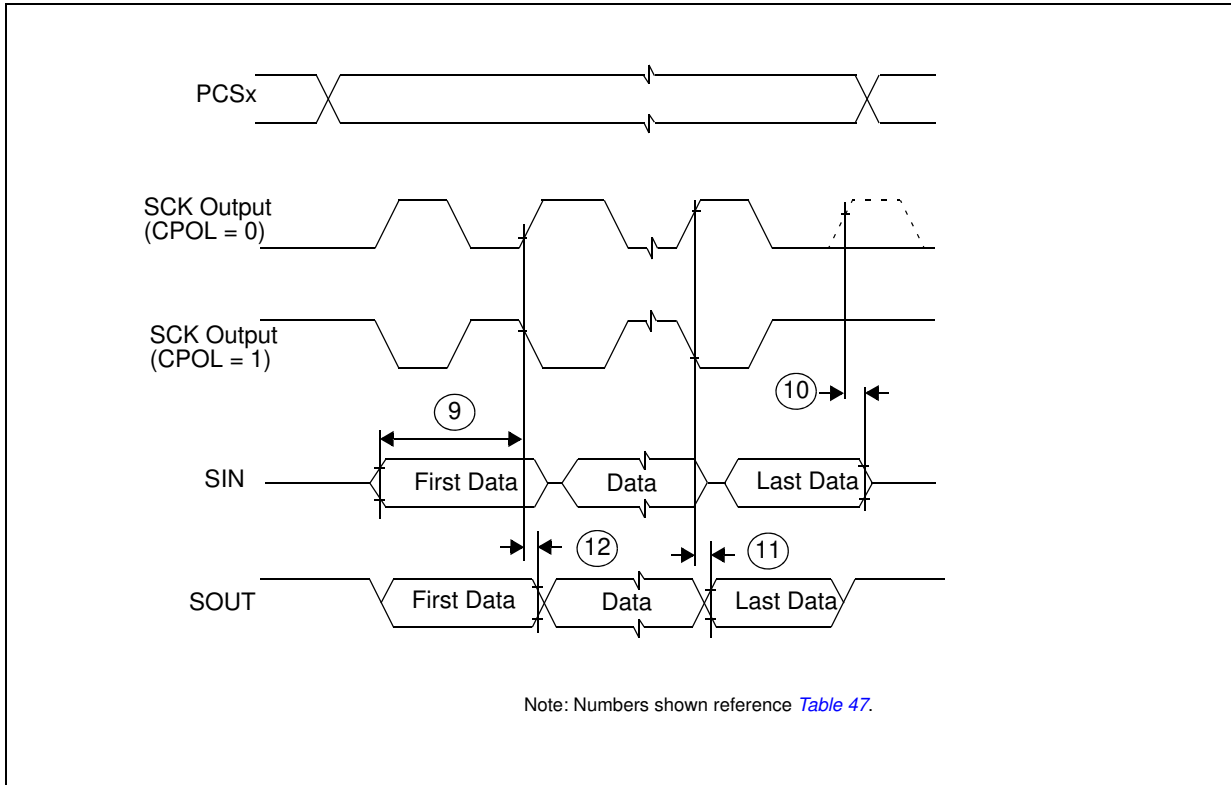 PCSx
SCK Output
(CPOL = 0)
SCK Output
(CPOL = 1)
10
9
SIN
First Data
Data
Last Data
12
11
SOUT
First Data
Data
Last Data
Note: Numbers shown reference Table 47.